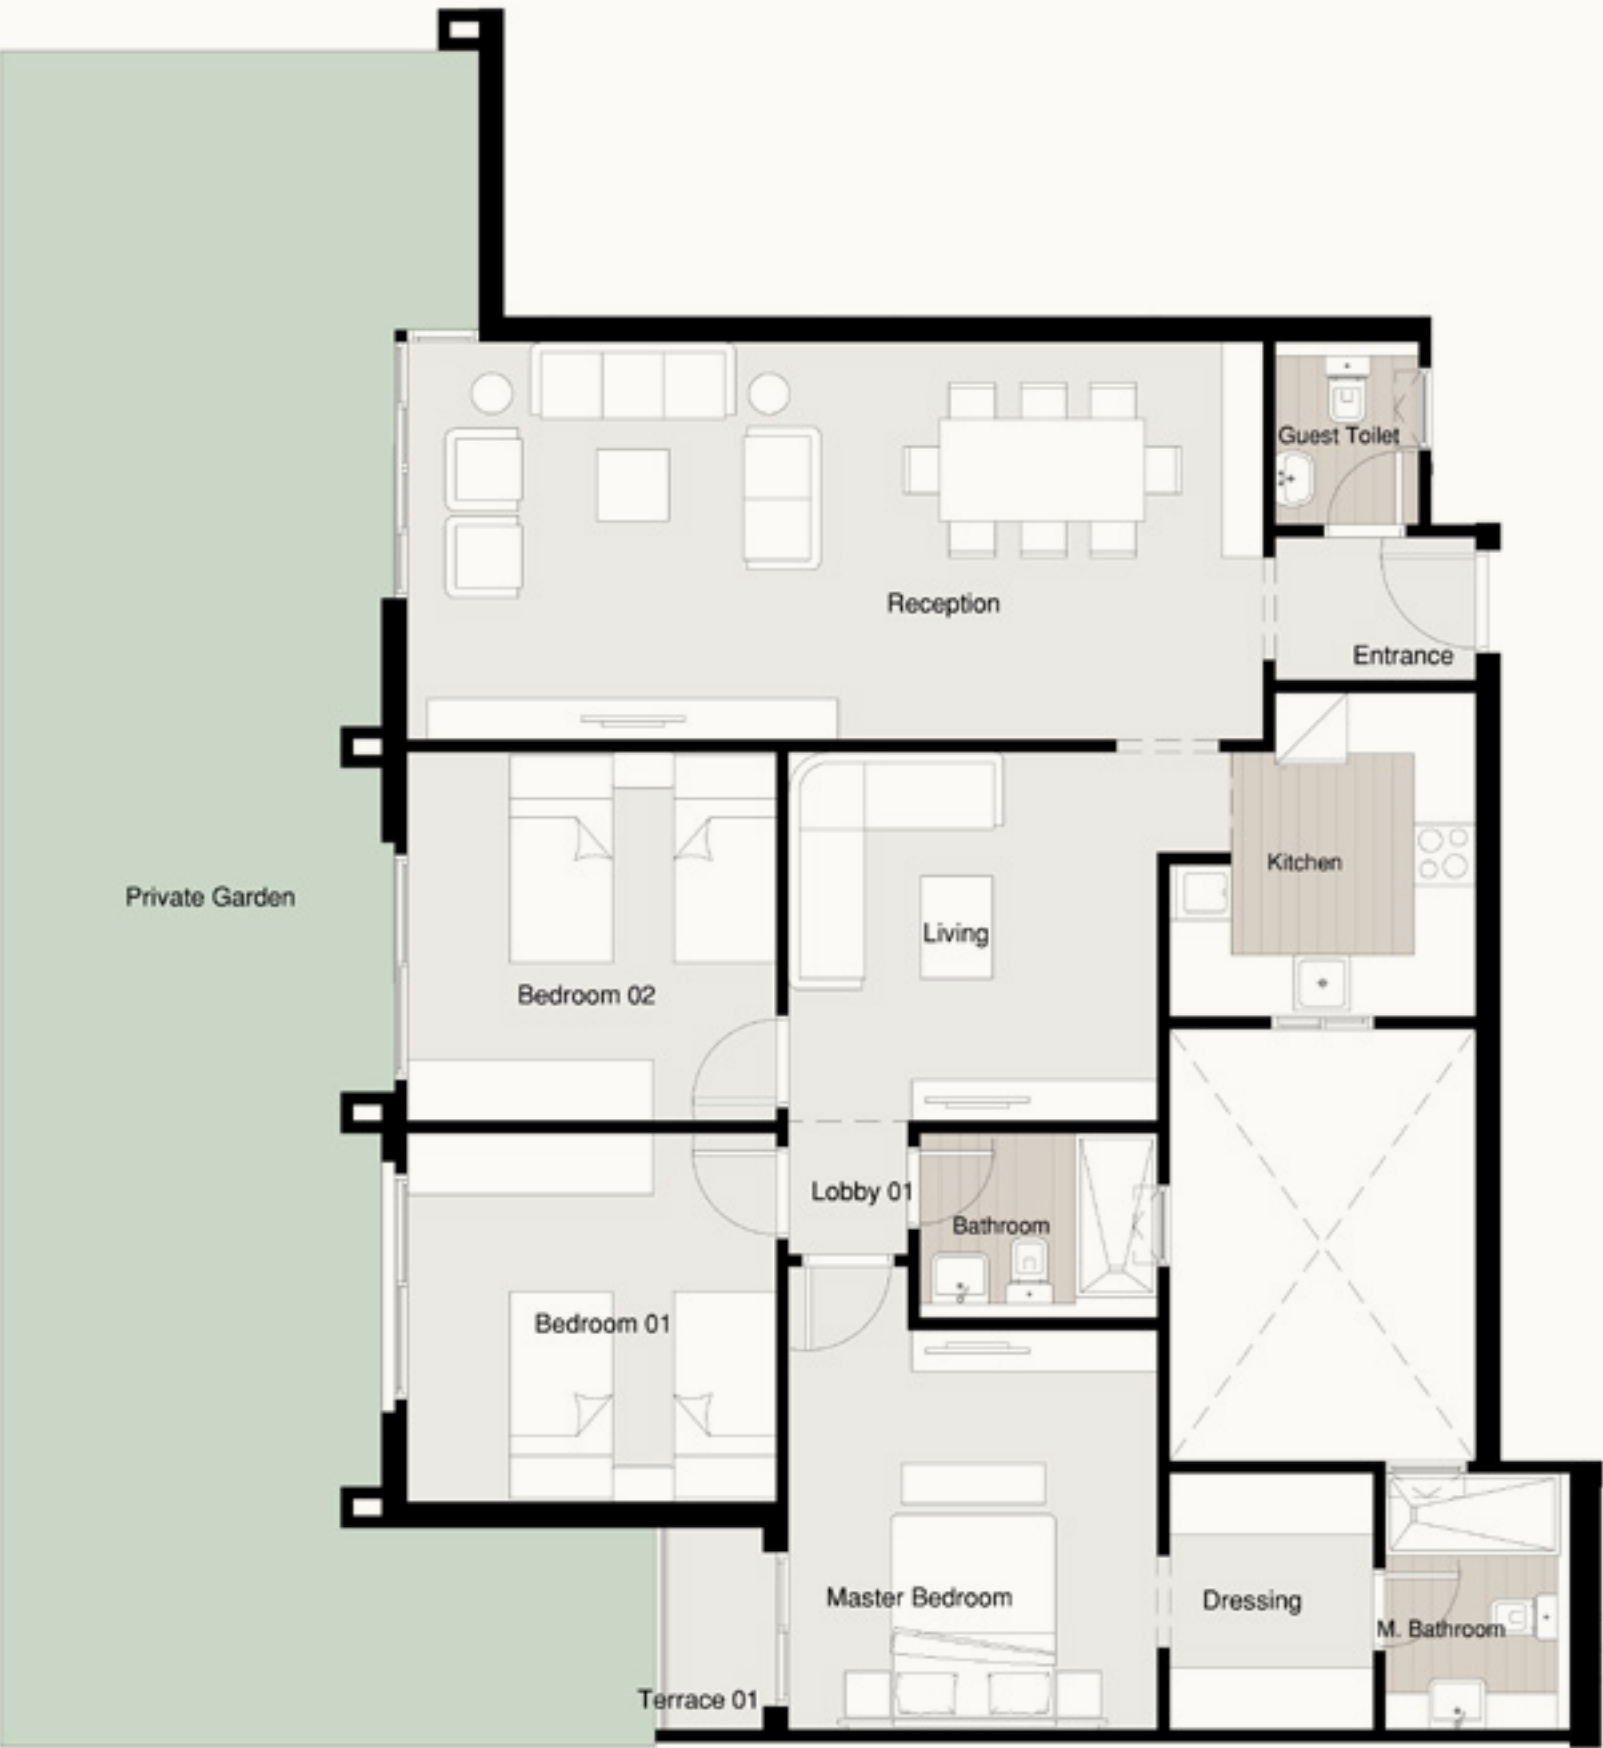 Guest Toilet
Reception
Entrance
Kitchen
Private Garden
Living
Bedroom 02
Lobby 01
Bathroom
Bedroom 01
Master Bedroom
Dressing
M. Bathroom
Terrace 01